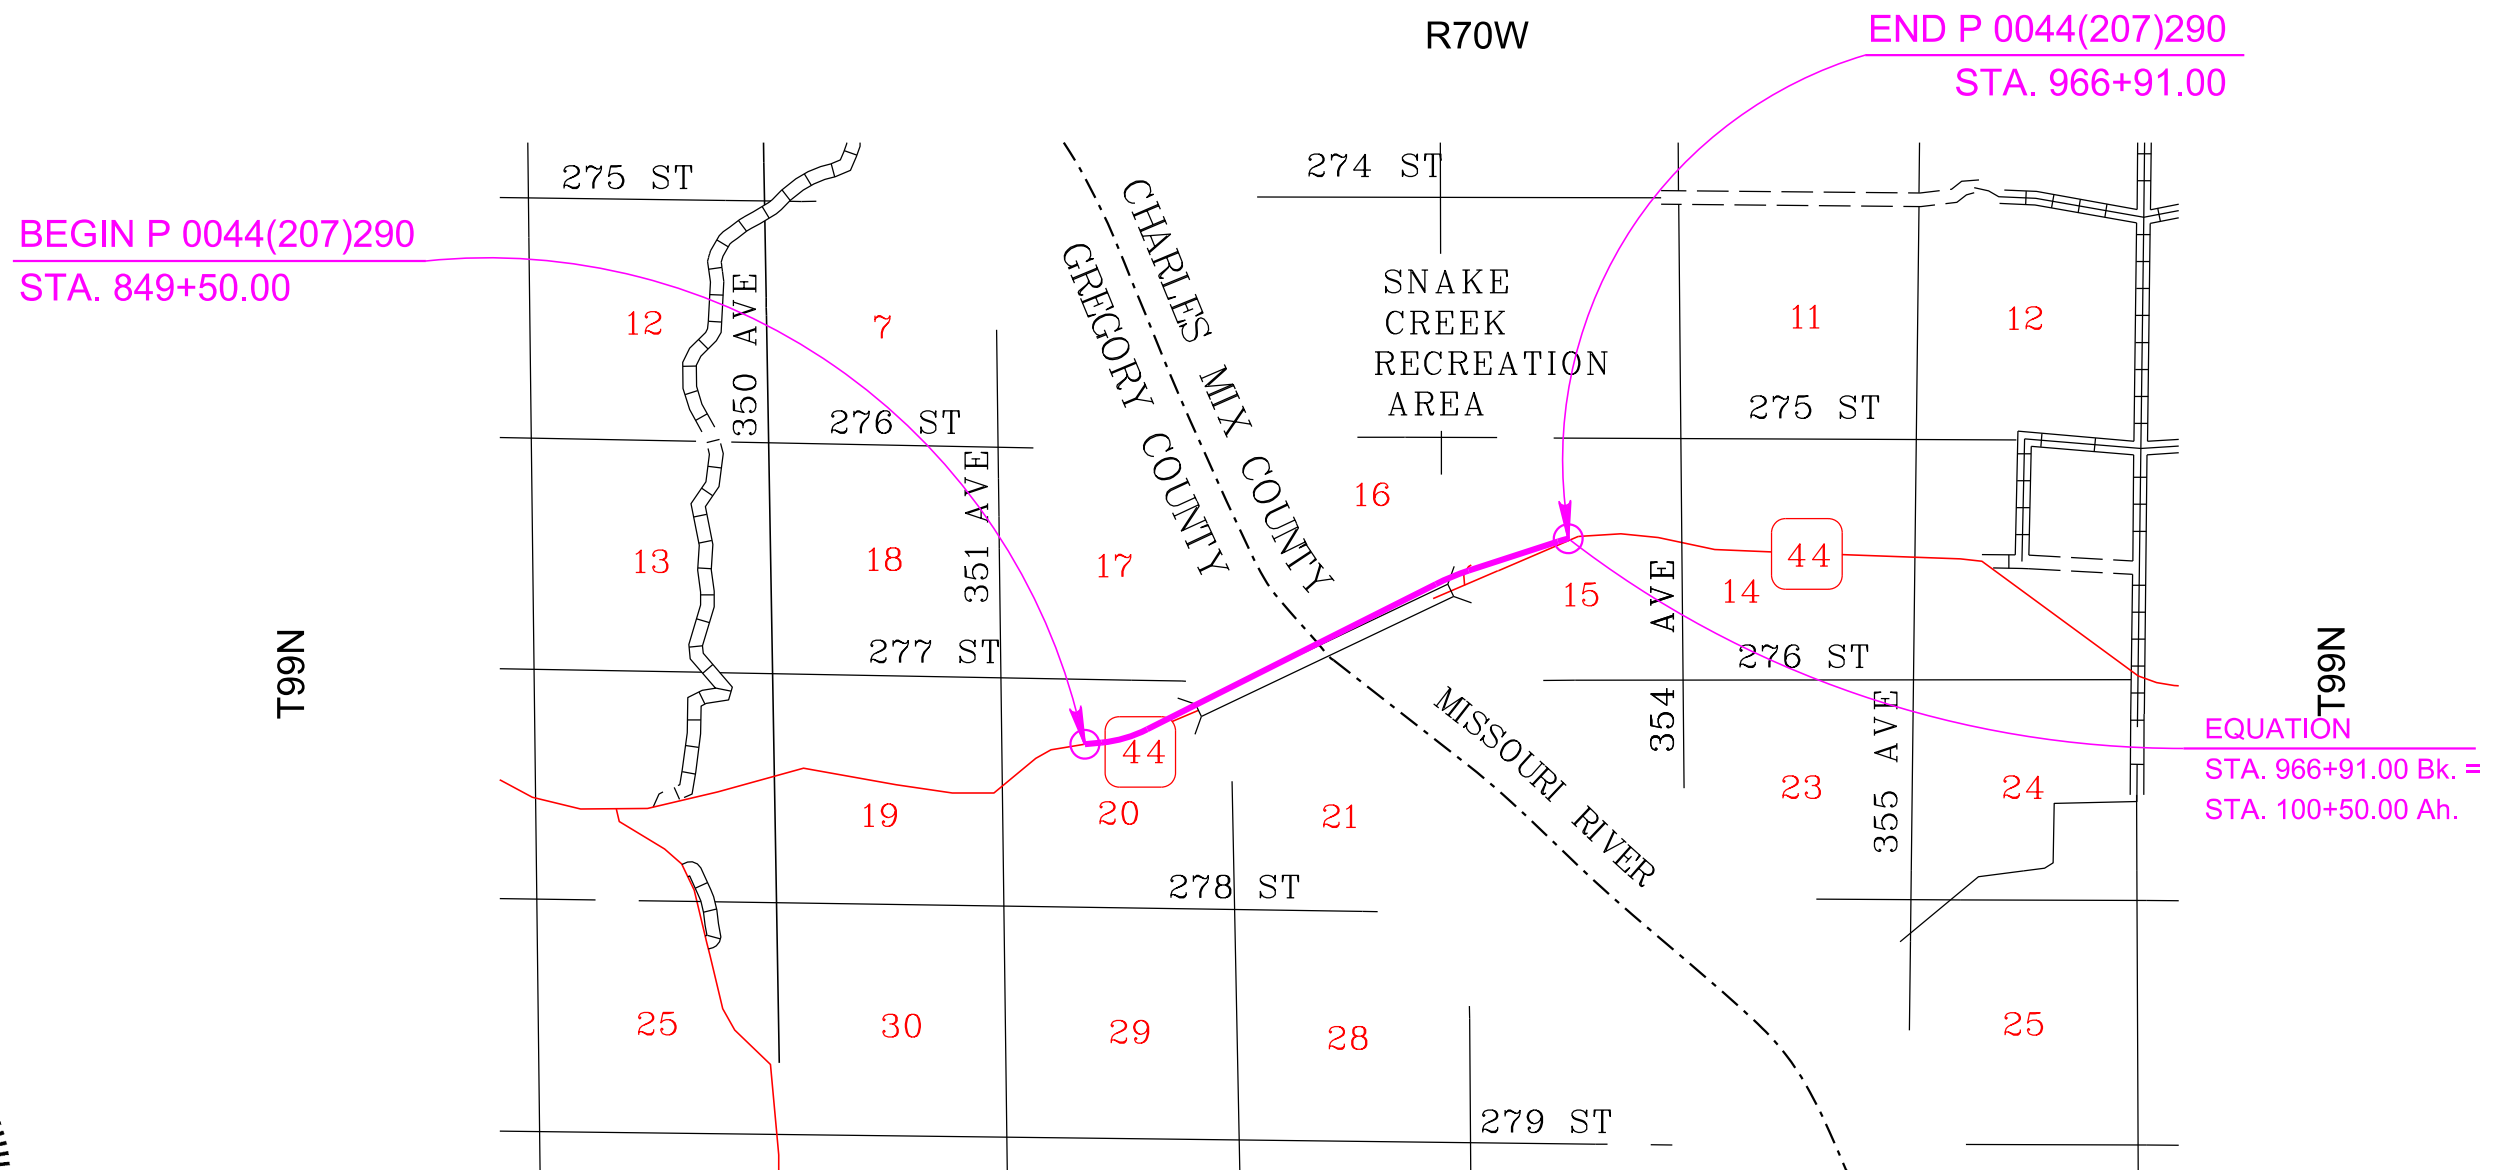 R70W
END P 0044(207)290
STA. 966+91.00
275 ST
274 ST
BEGIN P 0044(207)290
STA. 849+50.00
CHARLES MIX COUNTY
GREGORY COUNTY
350 AVE
SNAKE
CREEK
RECREATION
AREA
12
7
11
12
276 ST
275 ST
351 AVE
16
13
18
17
15
14
44
354 AVE
T99N
277 ST
276 ST
T99N
MISSOURI RIVER
355 AVE
44
EQUATION
STA. 966+91.00 Bk. =
STA. 100+50.00 Ah.
19
20
21
23
24
278 ST
25
30
29
28
25
279 ST